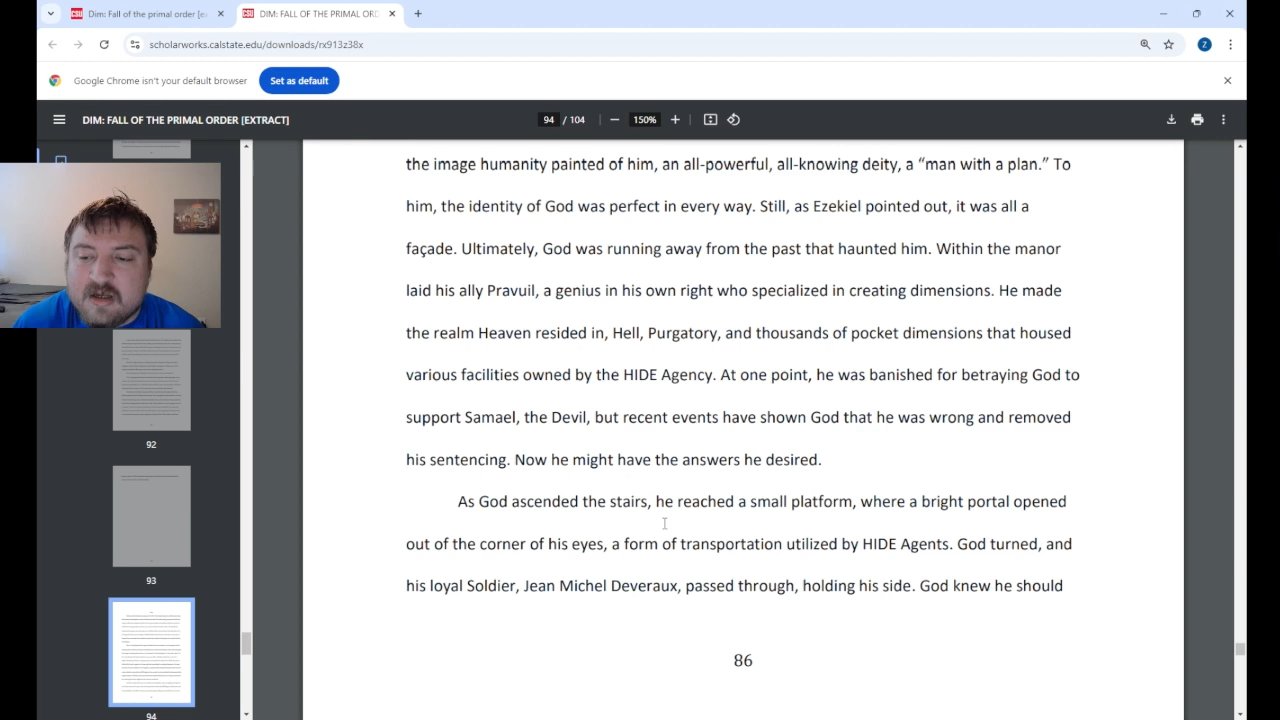 DIM: Fall of the primal order [ex
DIM: FALL OF THE PRIMAL ORD
scholarworks.calstate.edu/downloads/rx913z38x
Z
Google Chrome isn't your default browser
Set as default
DIM: FALL OF THE PRIMAL ORDER [EXTRACT]
94 / 104
150%
the image humanity painted of him, an all-powerful, all-knowing deity, a “man with a plan.” To
him, the identity of God was perfect in every way. Still, as Ezekiel pointed out, it was all a
façade. Ultimately, God was running away from the past that haunted him. Within the manor
laid his ally Pravuil, a genius in his own right who specialized in creating dimensions. He made
the realm Heaven resided in, Hell, Purgatory, and thousands of pocket dimensions that housed
various facilities owned by the HIDE Agency. At one point, he was banished for betraying God to
support Samael, the Devil, but recent events have shown God that he was wrong and removed
his sentencing. Now he might have the answers he desired.
As God ascended the stairs, he reached a small platform, where a bright portal opened
out of the corner of his eyes, a form of transportation utilized by HIDE Agents. God turned, and
his loyal Soldier, Jean Michel Deveraux, passed through, holding his side. God knew he should
86
92
93
94